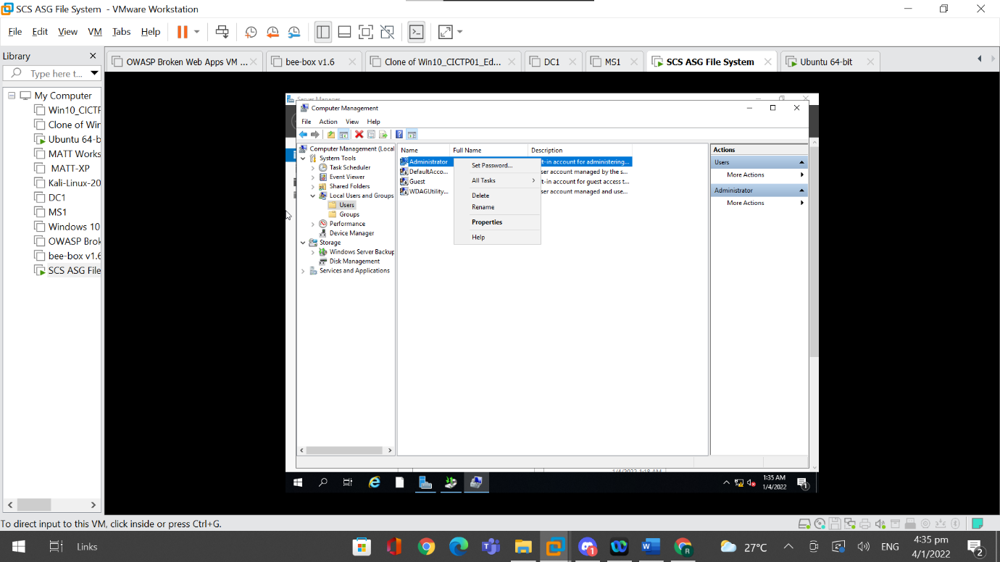 SCS ASG File System - VMware Workstation
File Edit View VM Tabs Help
Library
Type here t...
OWASP Broken Web Apps VM ...
bee-box v1.6
Clone of Win10_CICTP01_Ed...
DC1
MS1
SCS ASG File System
Ubuntu 64-bit
My Computer
Win10_CICTP
Clone of Win
Ubuntu 64-b
MATT Works
MATT-XP
Kali-Linux-20
DC1
MS1
Windows 10
OWASP Brok
bee-box v1.6
SCS ASG File
Server Manager
Computer Management
File Action View Help
Computer Management (Local
System Tools
Task Scheduler
Event Viewer
Shared Folders
Local Users and Groups
Users
Groups
Performance
Device Manager
Storage
Windows Server Backup
Disk Management
Services and Applications
Name Full Name Description
Administrator t-in account for administering...
DefaultAcco... ser account managed by the s...
Guest t-in account for guest access t...
WDAGUtility... ser account managed and use...
Set Password...
All Tasks
Delete
Rename
Properties
Help
Actions
Users
More Actions
Administrator
More Actions
1/4/2022 1:18 AM
1:35 AM
1/4/2022
1
To direct input to this VM, click inside or press Ctrl+G.
Links
1
W
R
27°C
ENG
4:35 pm
4/1/2022
2